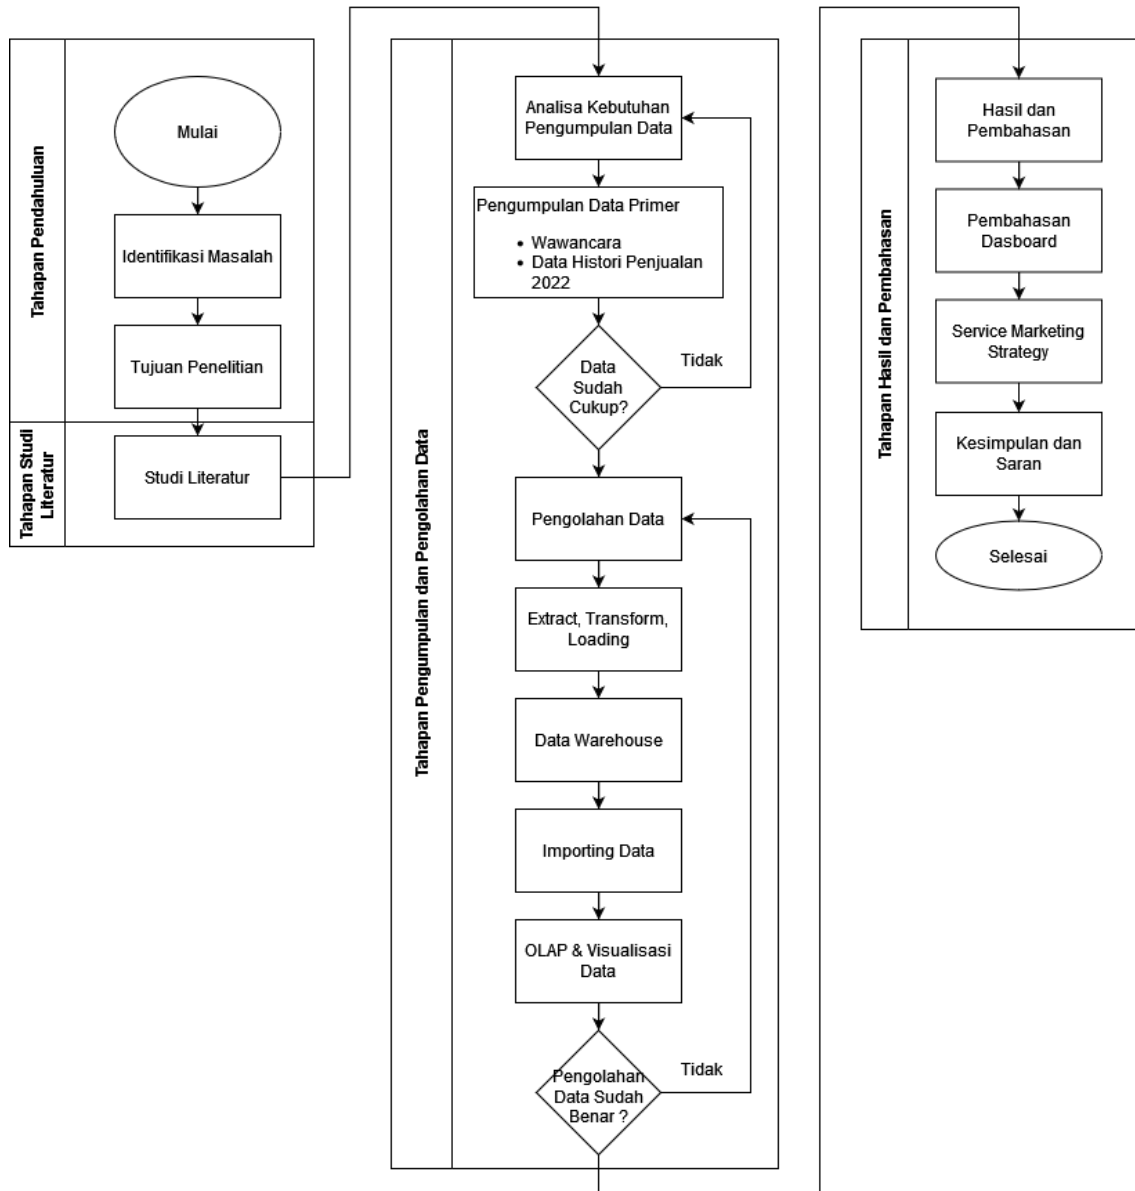 Tahapan Pendahuluan
Mulai
Identifikasi Masalah
Tujuan Penelitian
Tahapan Studi
Literatur
Studi Literatur
Tahapan Pengumpulan dan Pengolahan Data
Analisa Kebutuhan
Pengumpulan Data
Pengumpulan Data Primer
• Wawancara
• Data Histori Penjualan
2022
Data
Sudah
Cukup?
Tidak
Pengolahan Data
Extract, Transform,
Loading
Data Warehouse
Importing Data
OLAP & Visualisasi
Data
Pengolahan
Data Sudah
Benar ?
Tidak
Tahapan Hasil dan Pembahasan
Hasil dan
Pembahasan
Pembahasan
Dasboard
Service Marketing
Strategy
Kesimpulan dan
Saran
Selesai